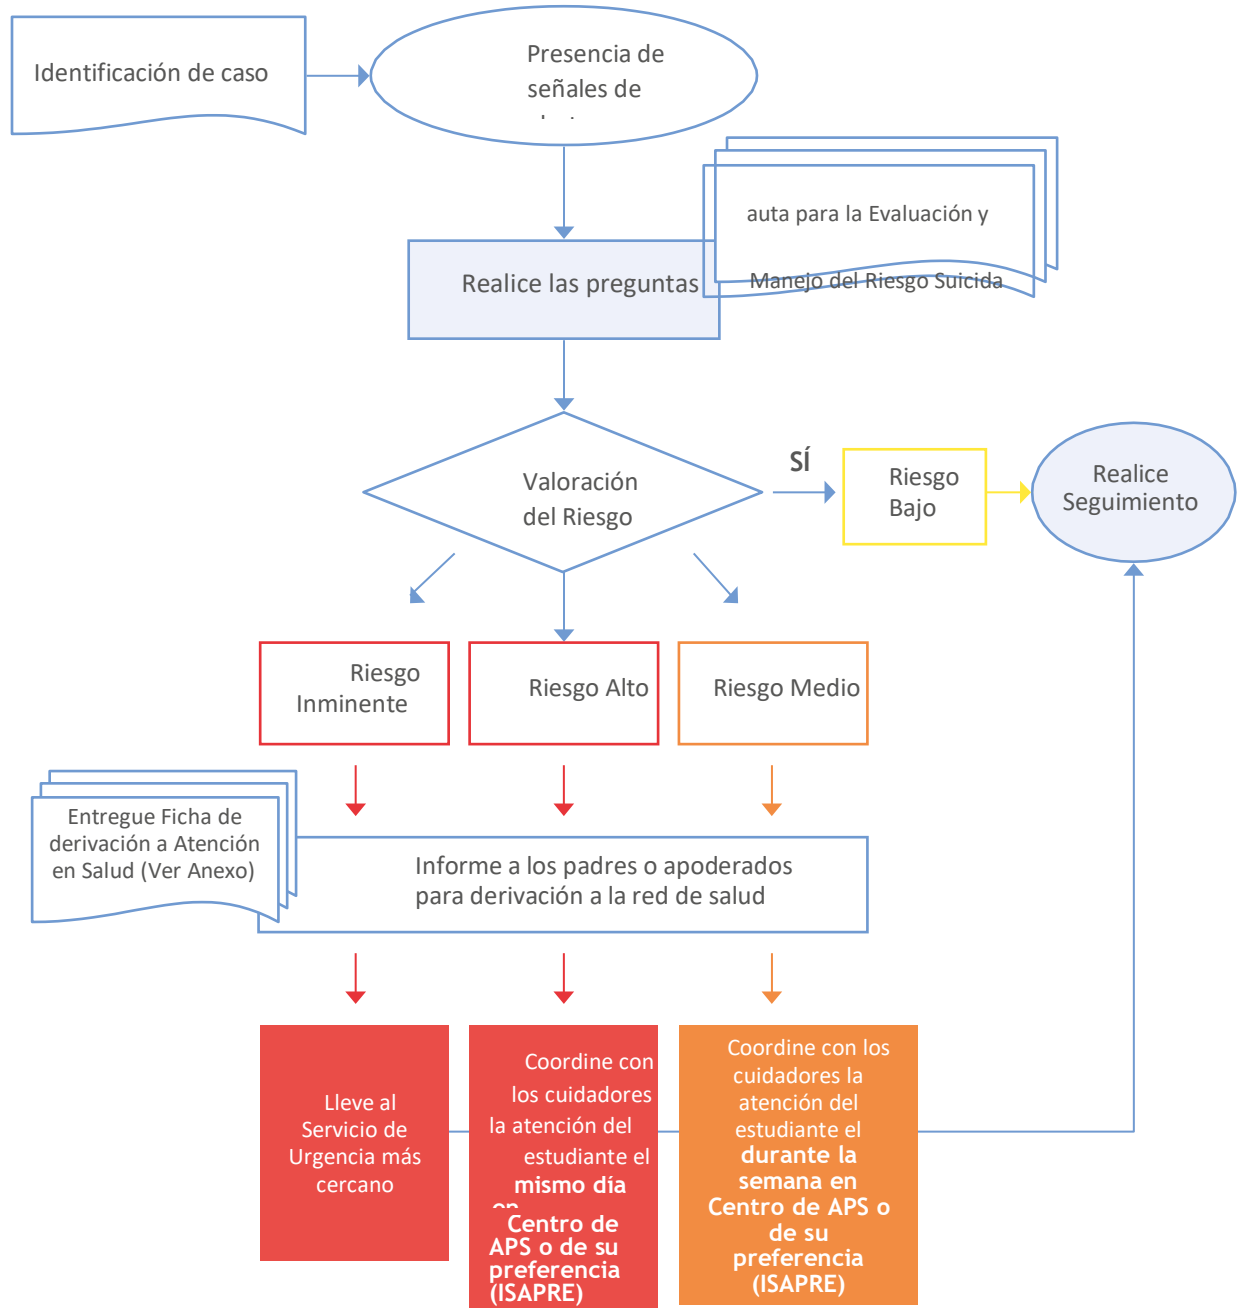 Identificación de caso
Presencia de
señales de
auta para la Evaluación y
Manejo del Riesgo Suicida
Realice las preguntas
Valoración
del Riesgo
SÍ
Riesgo
Bajo
Realice
Seguimiento
Riesgo
Inminente
Riesgo Alto
Riesgo Medio
Entregue Ficha de
derivación a Atención
en Salud (Ver Anexo)
Informe a los padres o apoderados
para derivación a la red de salud
Lleve al
Servicio de
Urgencia más
cercano
Coordine con
los cuidadores
la atención del
estudiante el
mismo día
en
Centro de
APS o de su
preferencia
(ISAPRE)
Coordine con los
cuidadores la
atención del
estudiante el
durante la
semana en
Centro de APS o
de su
preferencia
(ISAPRE)